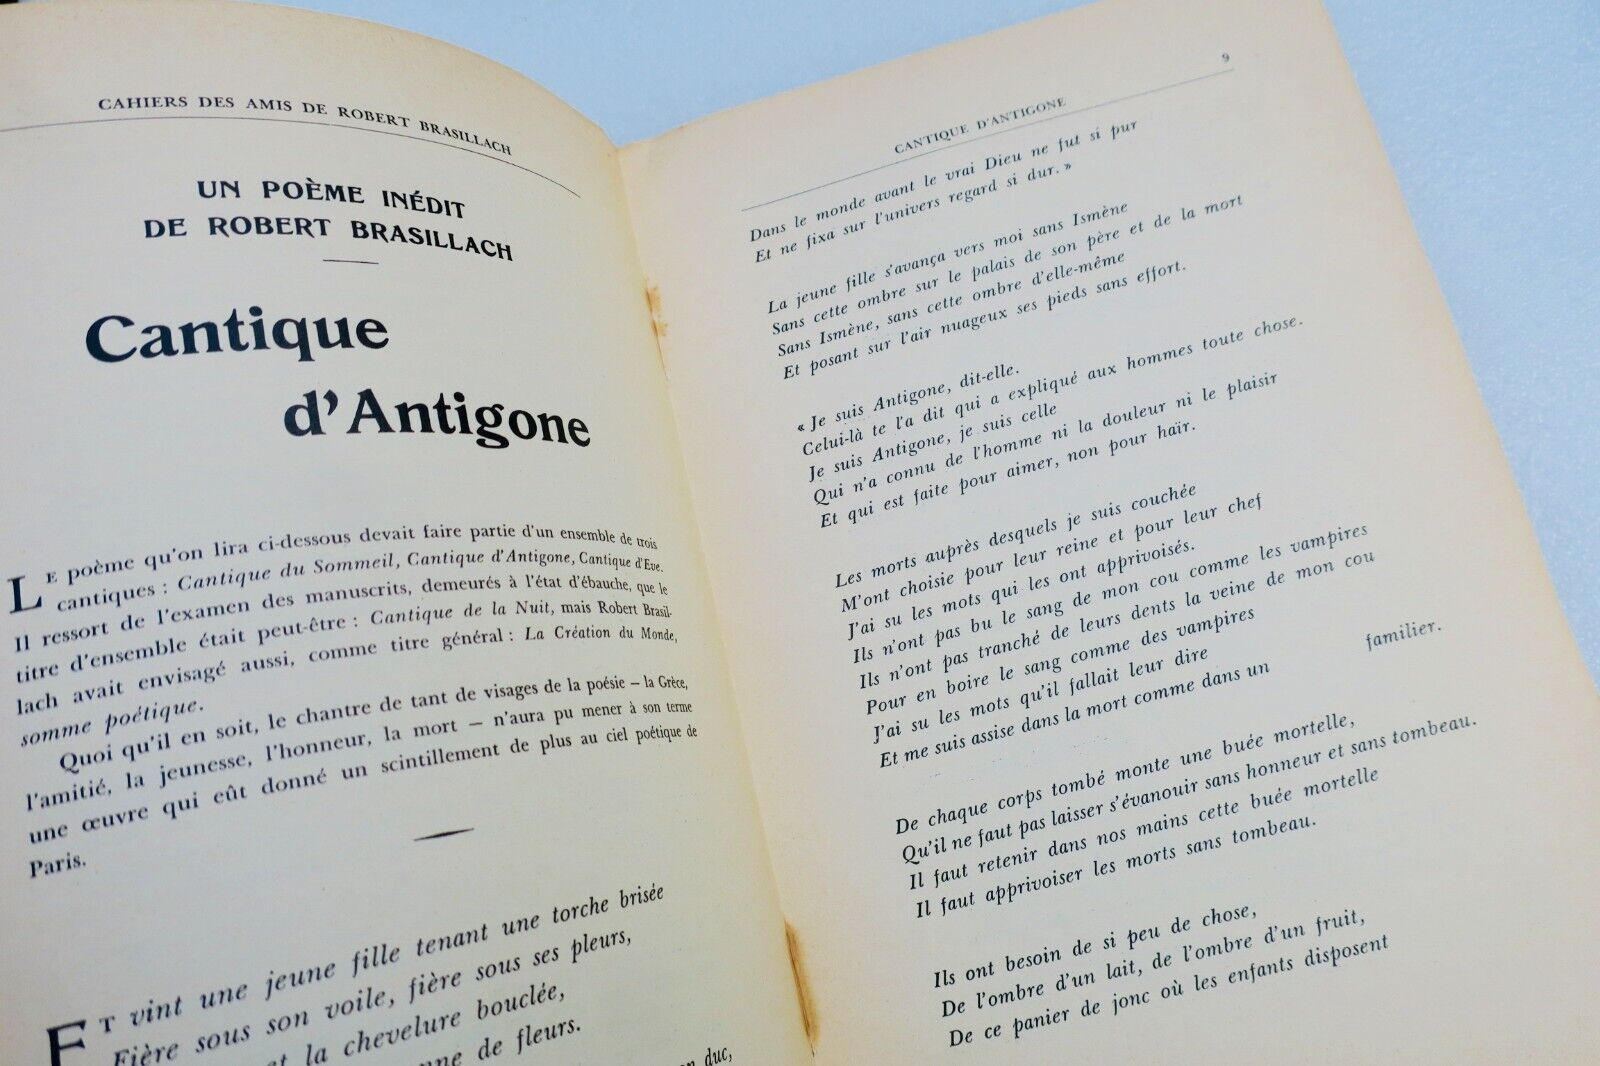 CAHIERS DES AMIS DE ROBERT BRASILLACH
UN POÈME INÉDIT
DE ROBERT BRASILLACH
Cantique
d'Antigone
LE poème qu'on lira ci-dessous devait faire partie d'un ensemble de trois
cantiques : Cantique du Sommeil, Cantique d'Antigone, Cantique d'Eve.
Il ressort de l'examen des manuscrits, demeurés à l'état d'ébauche, que le
titre d'ensemble était peut-être : Cantique de la Nuit, mais Robert Brasil-
lach avait envisagé aussi, comme titre général : La Création du Monde,
somme poétique.
Quoi qu'il en soit, le chantre de tant de visages de la poésie — la Grèce,
l'amitié, la jeunesse, l'honneur, la mort — n'aura pu mener à son terme
une œuvre qui eût donné un scintillement de plus au ciel poétique de
Paris.
ET vint une jeune fille tenant une torche brisée
Fière sous son voile, fière sous ses pleurs,
et la chevelure bouclée,
de fleurs.
duc,
9
CANTIQUE D'ANTIGONE
Dans le monde avant le vrai Dieu ne fut si pur
Et ne fixa sur l'univers regard si dur. »
La jeune fille s'avança vers moi sans Ismène
Sans cette ombre sur le palais de son père et de la mort
Sans Ismène, sans cette ombre d'elle-même
Et posant sur l'air nuageux ses pieds sans effort.
« Je suis Antigone, dit-elle.
Celui-là te l'a dit qui a expliqué aux hommes toute chose.
Je suis Antigone, je suis celle
Qui n'a connu de l'homme ni la douleur ni le plaisir
Et qui est faite pour aimer, non pour haïr.
Les morts auprès desquels je suis couchée
M'ont choisie pour leur reine et pour leur chef
J'ai su les mots qui les ont apprivoisés.
Ils n'ont pas bu le sang de mon cou comme les vampires
Ils n'ont pas tranché de leurs dents la veine de mon cou
Pour en boire le sang comme des vampires
J'ai su les mots qu'il fallait leur dire
Et me suis assise dans la mort comme dans un familier.
De chaque corps tombé monte une buée mortelle,
Qu'il ne faut pas laisser s'évanouir sans honneur et sans tombeau.
Il faut retenir dans nos mains cette buée mortelle
Il faut apprivoiser les morts sans tombeau.
Ils ont besoin de si peu de chose,
De l'ombre d'un lait, de l'ombre d'un fruit,
De ce panier de jonc où les enfants disposent